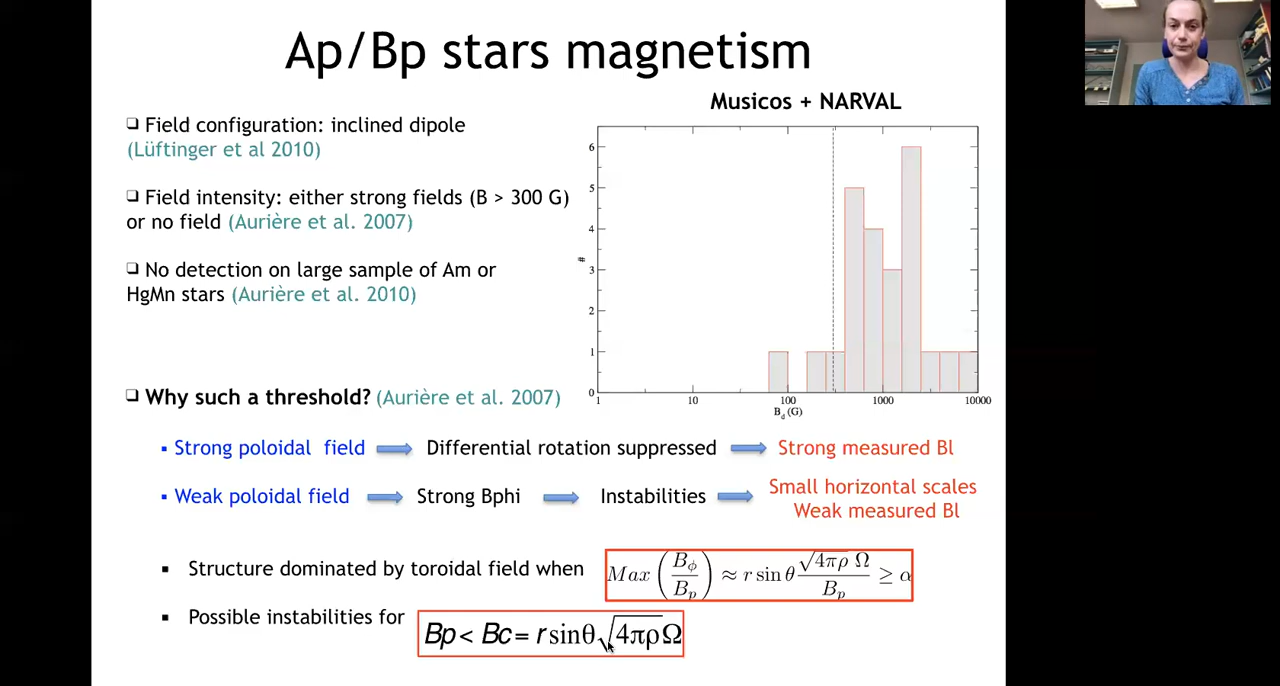 Ap/Bp stars magnetism
❏ Field configuration: inclined dipole
(Lüftinger et al 2010)
❏ Field intensity: either strong fields (B > 300 G)
or no field (Aurière et al. 2007)
❏ No detection on large sample of Am or
HgMn stars (Aurière et al. 2010)
Musicos + NARVAL
6
5
4
3
2
1
0
#
1 10 100 1000 10000
B_d (G)
❏ Why such a threshold? (Aurière et al. 2007)
▪ Strong poloidal field ➡ Differential rotation suppressed ➡ Strong measured Bl
▪ Weak poloidal field ➡ Strong Bphi ➡ Instabilities ➡ Small horizontal scales
Weak measured Bl
▪ Structure dominated by toroidal field when Max (B_ϕ / B_p) ≈ r sin θ √4πρ Ω / B_p ≥ α
▪ Possible instabilities for Bp < Bc = r sinθ√4πρΩ